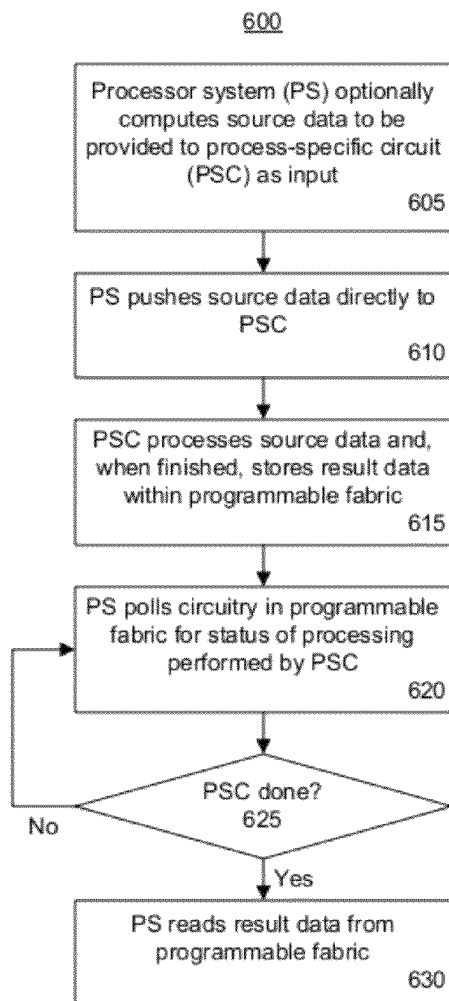 600
Processor system (PS) optionally
computes source data to be
provided to process-specific circuit
(PSC) as input
605
PS pushes source data directly to
PSC
610
PSC processes source data and,
when finished, stores result data
within programmable fabric
615
PS polls circuitry in programmable
fabric for status of processing
performed by PSC
620
PSC done?
625
No
Yes
PS reads result data from
programmable fabric
630